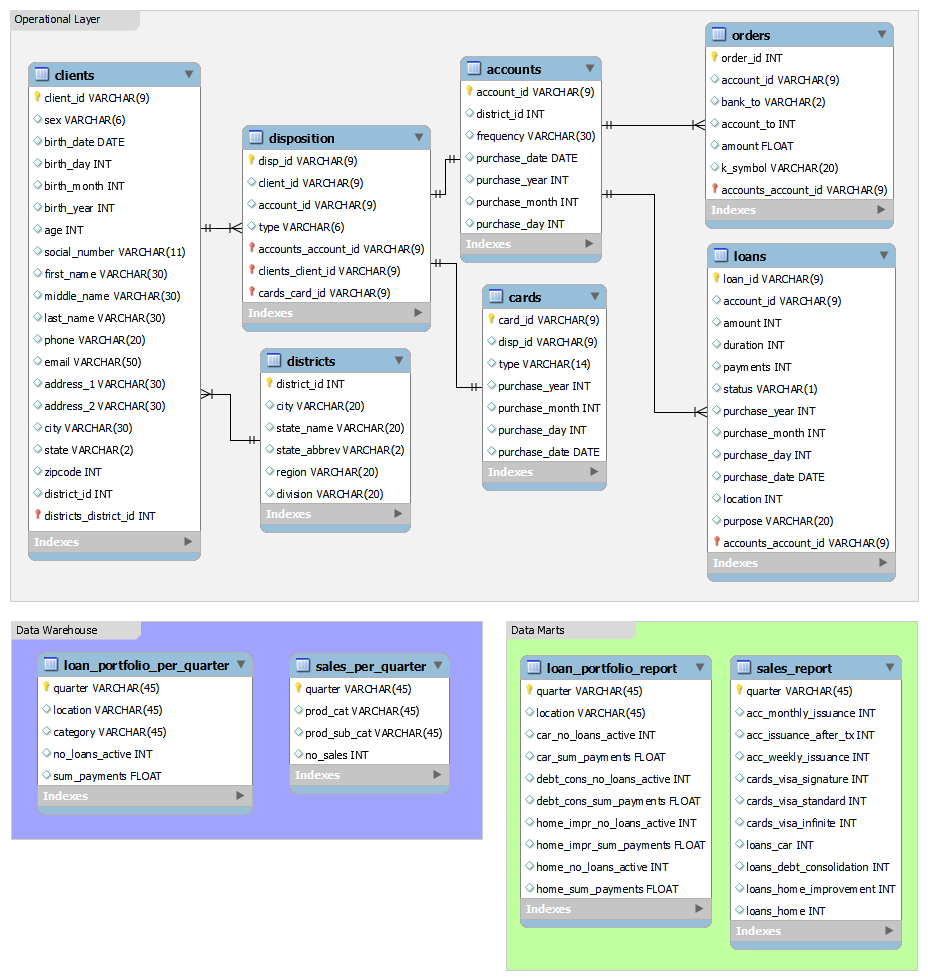 Operational Layer
clients
client_id VARCHAR(9)
sex VARCHAR(6)
birth_date DATE
birth_day INT
birth_month INT
birth_year INT
age INT
social_number VARCHAR(11)
first_name VARCHAR(30)
middle_name VARCHAR(30)
last_name VARCHAR(30)
phone VARCHAR(20)
email VARCHAR(50)
address_1 VARCHAR(30)
address_2 VARCHAR(30)
city VARCHAR(30)
state VARCHAR(2)
zipcode INT
district_id INT
districts_district_id INT
Indexes
disposition
disp_id VARCHAR(9)
client_id VARCHAR(9)
account_id VARCHAR(9)
type VARCHAR(6)
accounts_account_id VARCHAR(9)
clients_client_id VARCHAR(9)
cards_card_id VARCHAR(9)
Indexes
districts
district_id INT
city VARCHAR(20)
state_name VARCHAR(20)
state_abbrev VARCHAR(2)
region VARCHAR(20)
division VARCHAR(20)
Indexes
accounts
account_id VARCHAR(9)
district_id INT
frequency VARCHAR(30)
purchase_date DATE
purchase_year INT
purchase_month INT
purchase_day INT
Indexes
cards
card_id VARCHAR(9)
disp_id VARCHAR(9)
type VARCHAR(14)
purchase_year INT
purchase_month INT
purchase_day INT
purchase_date DATE
Indexes
orders
order_id INT
account_id VARCHAR(9)
bank_to VARCHAR(2)
account_to INT
amount FLOAT
k_symbol VARCHAR(20)
accounts_account_id VARCHAR(9)
Indexes
loans
loan_id VARCHAR(9)
account_id VARCHAR(9)
amount INT
duration INT
payments INT
status VARCHAR(1)
purchase_year INT
purchase_month INT
purchase_day INT
purchase_date DATE
location INT
purpose VARCHAR(20)
accounts_account_id VARCHAR(9)
Indexes
Data Warehouse
loan_portfolio_per_quarter
quarter VARCHAR(45)
location VARCHAR(45)
category VARCHAR(45)
no_loans_active INT
sum_payments FLOAT
Indexes
sales_per_quarter
quarter VARCHAR(45)
prod_cat VARCHAR(45)
prod_sub_cat VARCHAR(45)
no_sales INT
Indexes
Data Marts
loan_portfolio_report
quarter VARCHAR(45)
location VARCHAR(45)
car_no_loans_active INT
car_sum_payments FLOAT
debt_cons_no_loans_active INT
debt_cons_sum_payments FLOAT
home_impr_no_loans_active INT
home_impr_sum_payments FLOAT
home_no_loans_active INT
home_sum_payments FLOAT
Indexes
sales_report
quarter VARCHAR(45)
acc_monthly_issuance INT
acc_issuance_after_tx INT
acc_weekly_issuance INT
cards_visa_signature INT
cards_visa_standard INT
cards_visa_infinite INT
loans_car INT
loans_debt_consolidation INT
loans_home_improvement INT
loans_home INT
Indexes